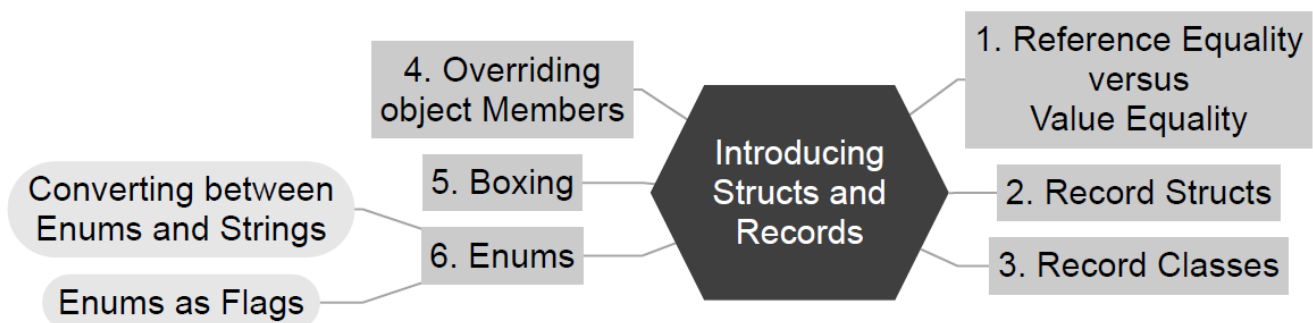 Introducing
Structs and
Records
1. Reference Equality
versus
Value Equality
2. Record Structs
3. Record Classes
4. Overriding
object Members
5. Boxing
6. Enums
Converting between
Enums and Strings
Enums as Flags